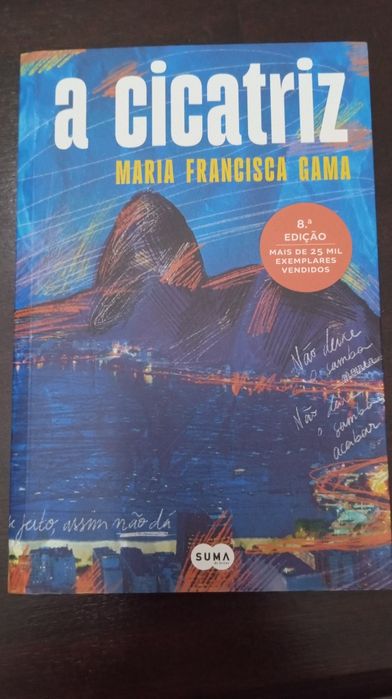 a cicatriz
MARIA FRANCISCA GAMA
8.ª
EDIÇÃO
MAIS DE 25 MIL
EXEMPLARES
VENDIDOS
Não deixe
o samba
morrer
Não deixe
o samba
acabar
jeito assim não dá
SUMA